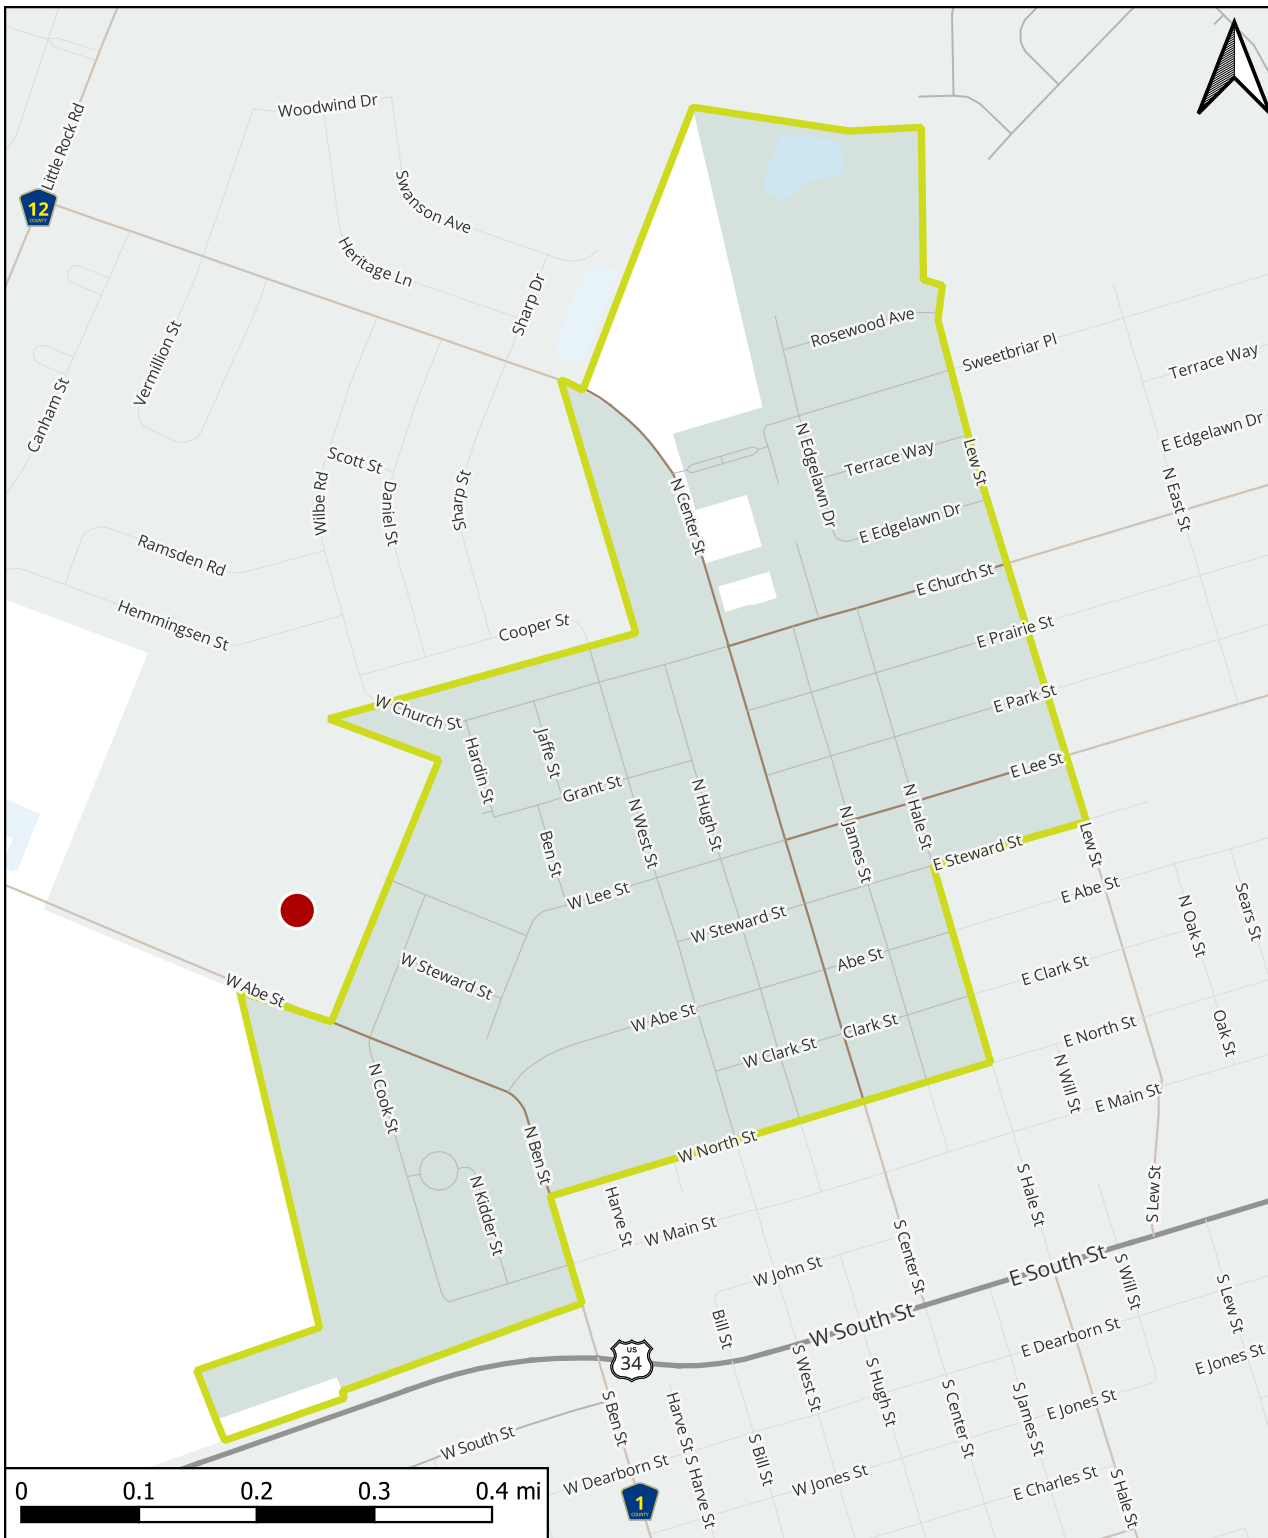 Woodwind Dr
Little Rock Rd
Swanson Ave
12
COUNTY
Heritage Ln
Sharp Dr
Rosewood Ave
Vermillion St
Sweetbriar Pl
Terrace Way
Canham St
E Edgelawn Dr
Scott St
N Edgelawn Dr
Terrace Way
Lew St
Wilbe Rd
Daniel St
Sharp St
N Center St
N East St
E Edgelawn Dr
Ramsden Rd
E Church St
Hemmingsen St
Cooper St
E Prairie St
W Church St
E Park St
Hardin St
Jaffe St
Grant St
E Lee St
N West St
N Hugh St
N James St
N Hale St
Ben St
E Steward St
Lew St
W Lee St
E Abe St
W Steward St
N Oak St
Sears St
W Steward St
Abe St
E Clark St
W Abe St
W Abe St
Clark St
W Clark St
E North St
Oak St
N Cook St
N Will St
E Main St
N Ben St
W North St
N Kidder St
Harve St
W Main St
S Hale St
S Lew St
S Center St
W John St
E South St
S Will St
W South St
Bill St
S Lew St
E Dearborn St
US
34
S West St
S Hugh St
E Jones St
S Ben St
Harve St
S Center St
S James St
E Jones St
W South St
S Bill St
S Harve St
W Dearborn St
W Jones St
E Charles St
S Hale St
1
COUNTY
0 0.1 0.2 0.3 0.4 mi